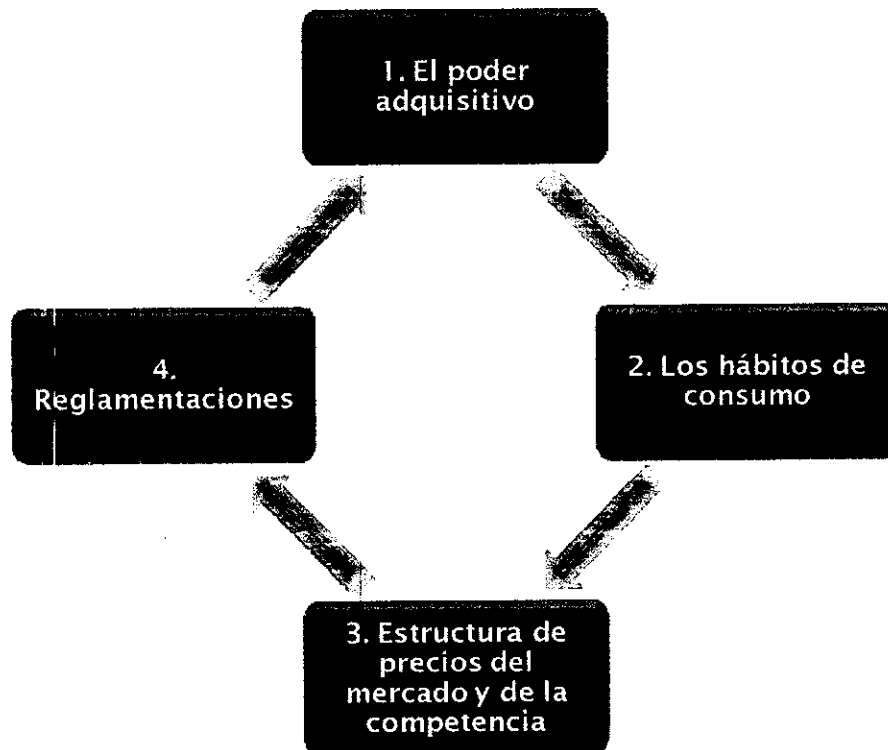 1. El poder
adquisitivo
2. Los hábitos de
consumo
3. Estructura de
precios del
mercado y de la
competencia
4.
Reglamentaciones